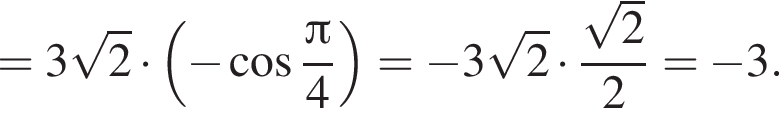 = 3√2 · (− cos π/4) = −3√2 · √2/2 = −3.